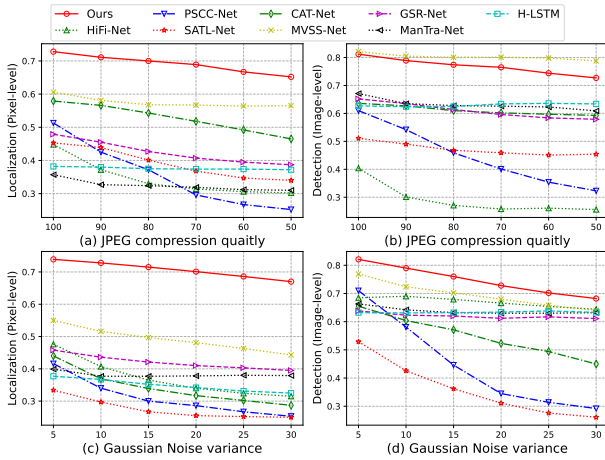 Ours PSCC-Net CAT-Net GSR-Net H-LSTM
HiFi-Net SATL-Net MVSS-Net ManTra-Net
Localization (Pixel-level)
0.7
0.6
0.5
0.4
0.3
100 90 80 70 60 50
(a) JPEG compression quaitly
Detection (Image-level)
0.8
0.7
0.6
0.5
0.4
0.3
100 90 80 70 60 50
(b) JPEG compression quaitly
Localization (Pixel-level)
0.7
0.6
0.5
0.4
0.3
5 10 15 20 25 30
(c) Gaussian Noise variance
Detection (Image-level)
0.8
0.7
0.6
0.5
0.4
0.3
5 10 15 20 25 30
(d) Gaussian Noise variance